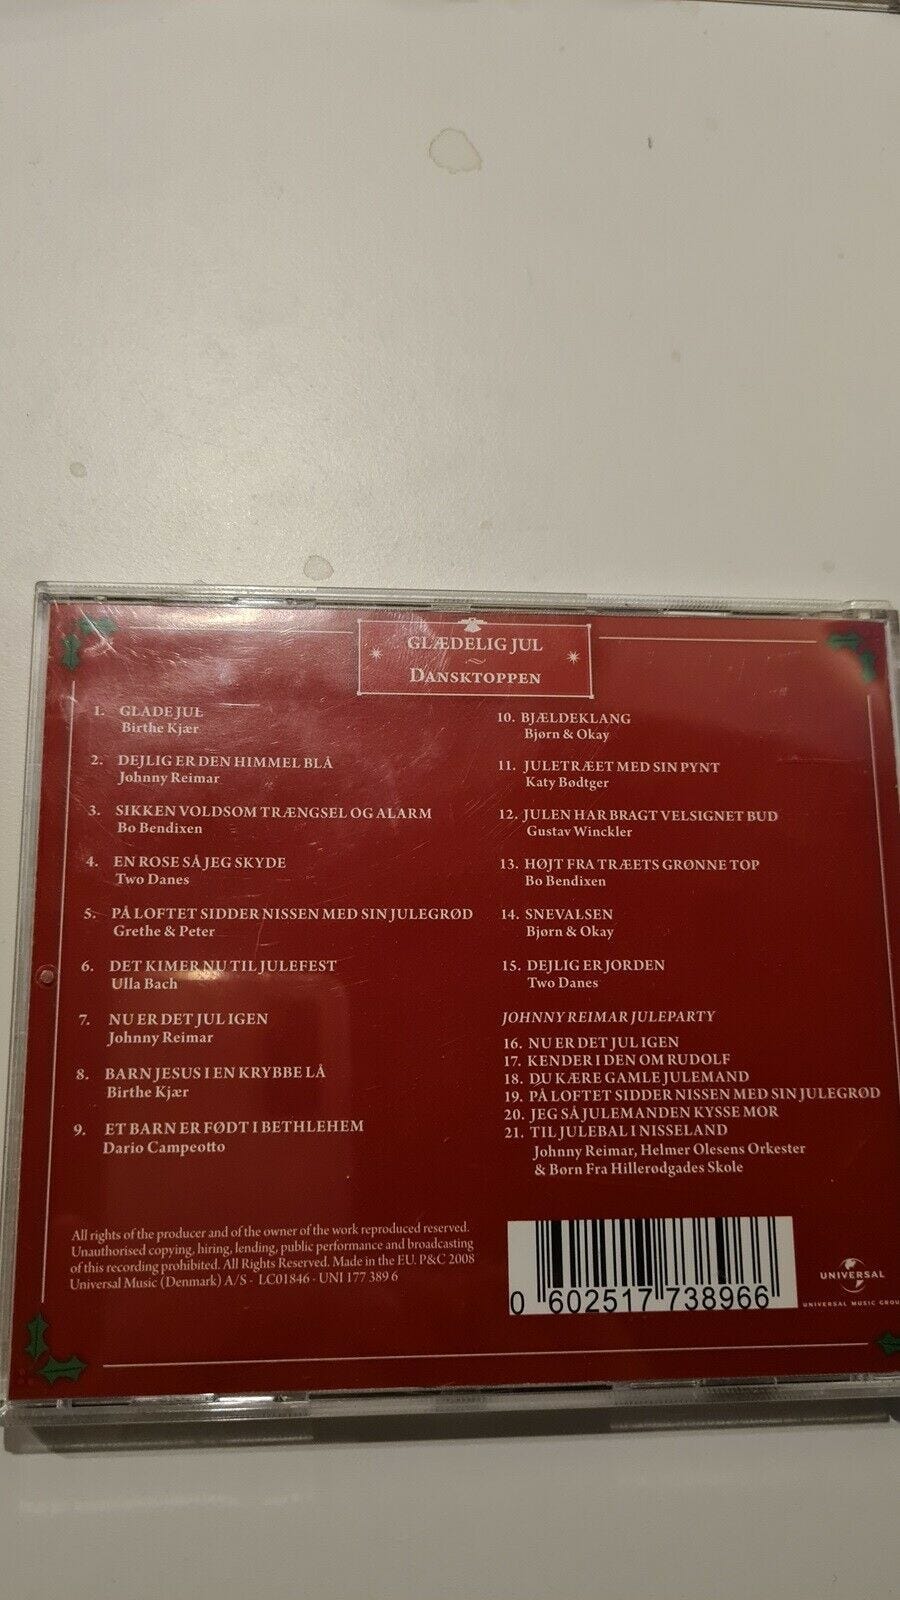 GLÆDELIG JUL
~
DANSKTOPPEN
1. GLADE JUL
Birthe Kjær
2. DEJLIG ER DEN HIMMEL BLÅ
Johnny Reimar
3. SIKKEN VOLDSOM TRÆNGSEL OG ALARM
Bo Bendixen
4. EN ROSE SÅ JEG SKYDE
Two Danes
5. PÅ LOFTET SIDDER NISSEN MED SIN JULEGRØD
Grethe & Peter
6. DET KIMER NU TIL JULEFEST
Ulla Bach
7. NU ER DET JUL IGEN
Johnny Reimar
8. BARN JESUS I EN KRYBBE LÅ
Birthe Kjær
9. ET BARN ER FØDT I BETHLEHEM
Dario Campeotto
10. BJÆLDEKLANG
Bjørn & Okay
11. JULETRÆET MED SIN PYNT
Katy Bødtger
12. JULEN HAR BRAGT VELSIGNET BUD
Gustav Winckler
13. HØJT FRA TRÆETS GRØNNE TOP
Bo Bendixen
14. SNEVALSEN
Bjørn & Okay
15. DEJLIG ER JORDEN
Two Danes
JOHNNY REIMAR JULEPARTY
16. NU ER DET JUL IGEN
17. KENDER I DEN OM RUDOLF
18. DU KÆRE GAMLE JULEMAND
19. PÅ LOFTET SIDDER NISSEN MED SIN JULEGRØD
20. JEG SÅ JULEMANDEN KYSSE MOR
21. TIL JULEBAL I NISSELAND
Johnny Reimar, Helmer Olesens Orkester
& Børn Fra Hillerødgades Skole
All rights of the producer and of the owner of the work reproduced reserved.
Unauthorised copying, hiring, lending, public performance and broadcasting
of this recording prohibited. All Rights Reserved. Made in the EU. P&C 2008
Universal Music (Denmark) A/S - LC01846 - UNI 177 389 6
0 602517 738966
UNIVERSAL
UNIVERSAL MUSIC GROU